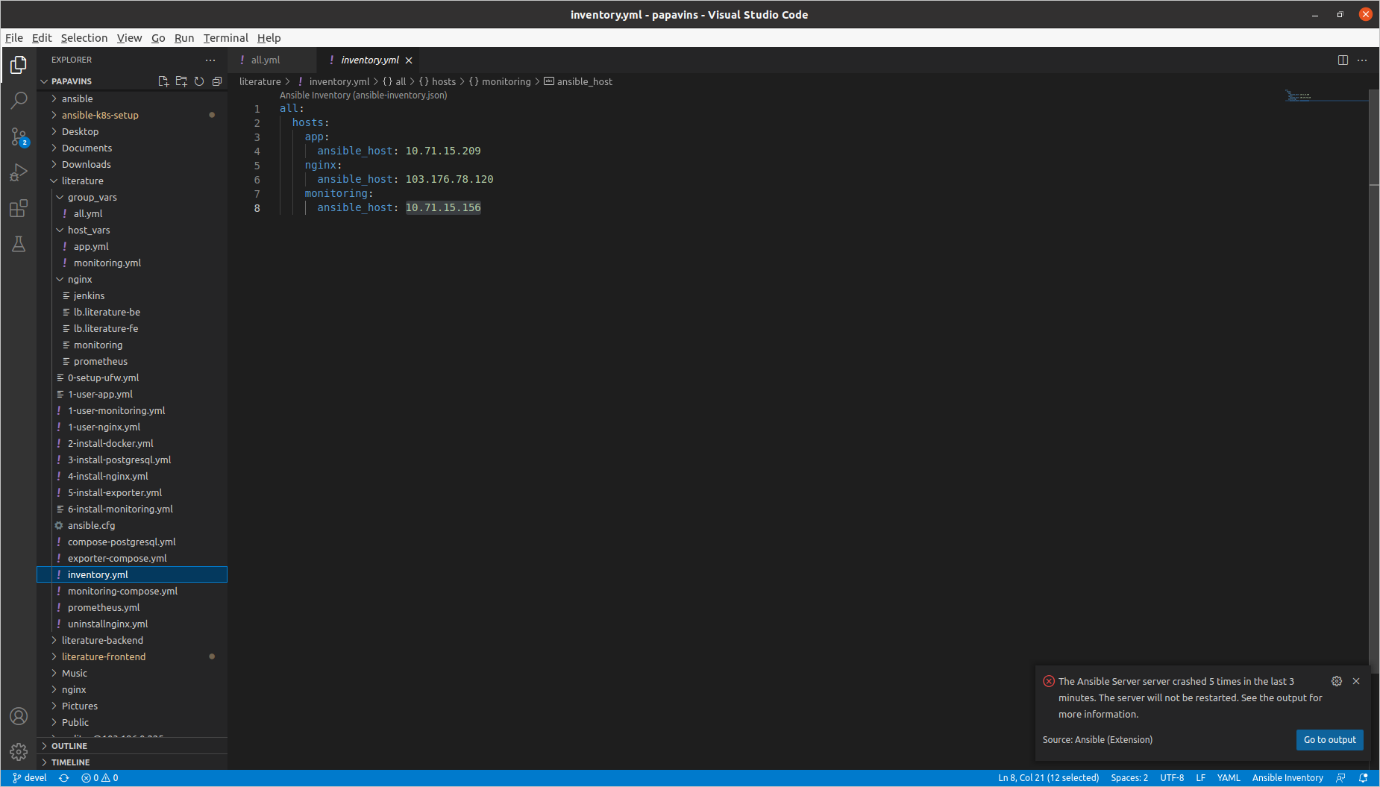 inventory.yml - papavins - Visual Studio Code
File Edit Selection View Go Run Terminal Help
EXPLORER
PAPAVINS
ansible
ansible-k8s-setup
Desktop
Documents
Downloads
literature
group_vars
all.yml
host_vars
app.yml
monitoring.yml
nginx
jenkins
lb.literature-be
lb.literature-fe
monitoring
prometheus
0-setup-ufw.yml
1-user-app.yml
1-user-monitoring.yml
1-user-nginx.yml
2-install-docker.yml
3-install-postgresql.yml
4-install-nginx.yml
5-install-exporter.yml
6-install-monitoring.yml
ansible.cfg
compose-postgresql.yml
exporter-compose.yml
inventory.yml
monitoring-compose.yml
prometheus.yml
uninstallnginx.yml
literature-backend
literature-frontend
Music
nginx
Pictures
Public
OUTLINE
TIMELINE
2
! all.yml
! inventory.yml
literature > ! inventory.yml > {} all > {} hosts > {} monitoring > ansible_host
Ansible Inventory (ansible-inventory.json)
1 all:
2 hosts:
3 app:
4 ansible_host: 10.71.15.209
5 nginx:
6 ansible_host: 103.176.78.120
7 monitoring:
8 ansible_host: 10.71.15.156
The Ansible Server server crashed 5 times in the last 3
minutes. The server will not be restarted. See the output for
more information.
Source: Ansible (Extension)
Go to output
devel 0 0 Ln 8, Col 21 (12 selected) Spaces: 2 UTF-8 LF YAML Ansible Inventory